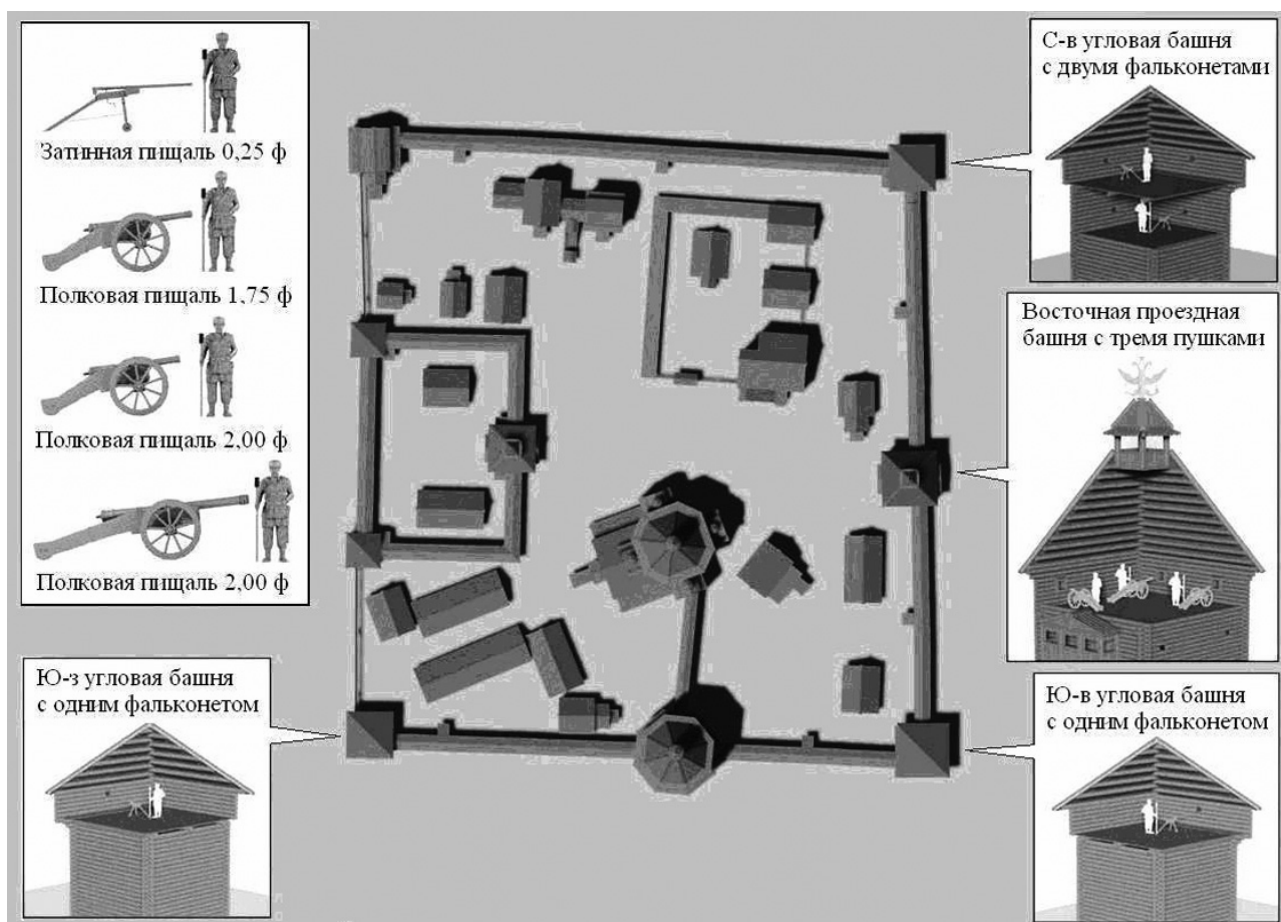 Затинная пищаль 0,25 ф
Полковая пищаль 1,75 ф
Полковая пищаль 2,00 ф
Полковая пищаль 2,00 ф
С-в угловая башня
с двумя фальконетами
Восточная проездная
башня с тремя пушками
Ю-з угловая башня
с одним фальконетом
Ю-в угловая башня
с одним фальконетом